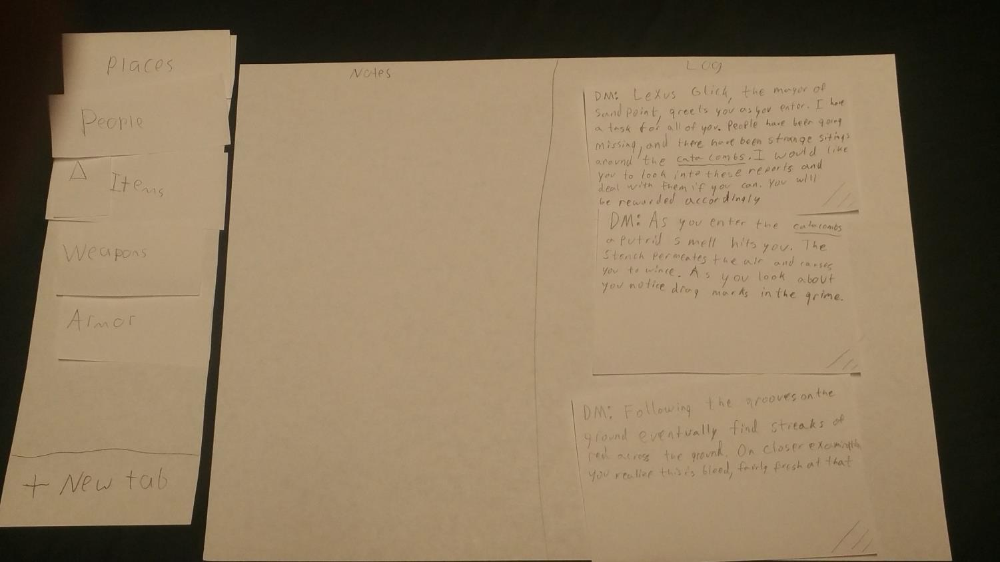 Places
People
Items
Weapons
Armor
+ New tab
Notes
Log
DM: Lexus Glick, the mayor of
Sandpoint, greets you as you enter. I have
a task for all of you. People have been going
missing, and there have been strange sitings
around the catacombs. I would like
you to look into these reports and
deal with them if you can. You will
be rewarded accordingly
DM: As you enter the catacombs
a putrid smell hits you. The
stench permeates the air and causes
you to wince. As you look about
you notice drag marks in the grime.
DM: Following the grooves on the
ground eventually find streaks of
red across the ground. On closer examination
you realize this is blood, fairly fresh at that